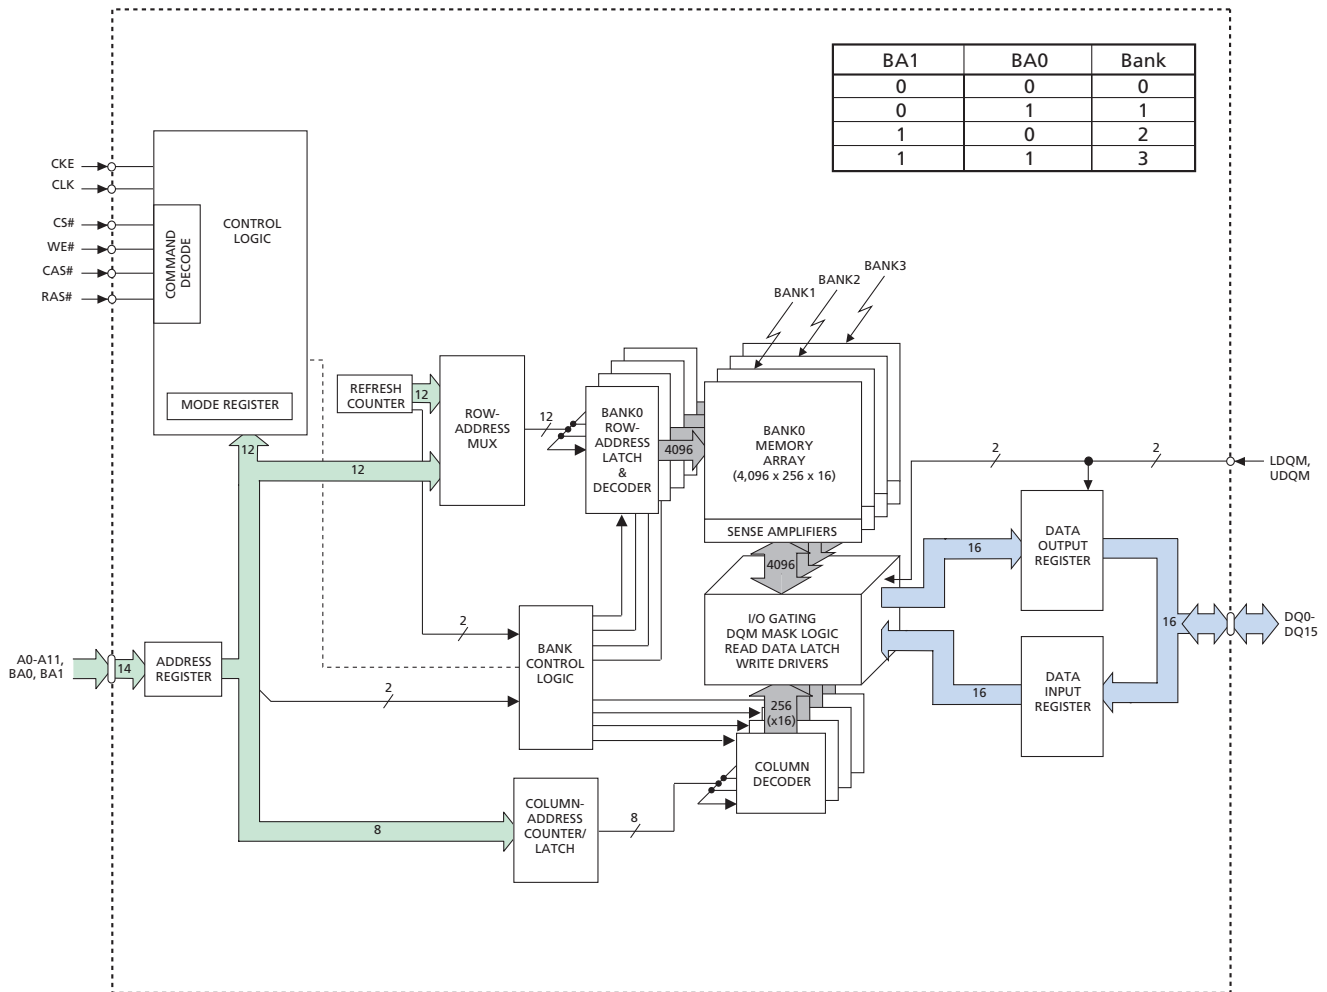 BA1 BA0 Bank
0 0 0
0 1 1
1 0 2
1 1 3
CKE
CLK
CS#
WE#
CAS#
RAS#
COMMAND
DECODE
CONTROL
LOGIC
MODE REGISTER
12
12
REFRESH
COUNTER
12
ROW-
ADDRESS
MUX
12
BANK0
ROW-
ADDRESS
LATCH
&
DECODER
4096
BANK1
BANK2
BANK3
BANK0
MEMORY
ARRAY
(4,096 x 256 x 16)
SENSE AMPLIFIERS
4096
I/O GATING
DQM MASK LOGIC
READ DATA LATCH
WRITE DRIVERS
2
2
LDQM,
UDQM
16
DATA
OUTPUT
REGISTER
16
DQ0-
DQ15
16
DATA
INPUT
REGISTER
A0-A11,
BA0, BA1
14
ADDRESS
REGISTER
2
2
BANK
CONTROL
LOGIC
256
(x16)
COLUMN
DECODER
8
COLUMN-
ADDRESS
COUNTER/
LATCH
8